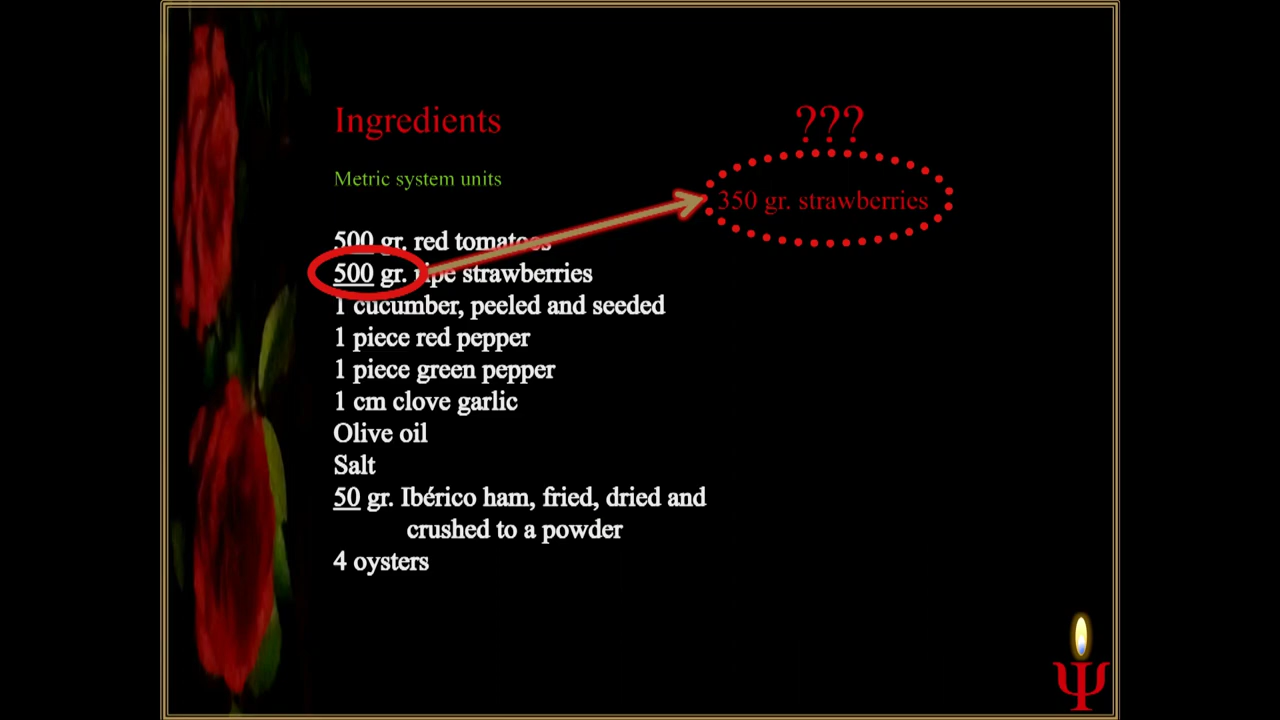 Ingredients
???
Metric system units
350 gr. strawberries
500 gr. red tomatoes
500 gr. ripe strawberries
1 cucumber, peeled and seeded
1 piece red pepper
1 piece green pepper
1 cm clove garlic
Olive oil
Salt
50 gr. Ibérico ham, fried, dried and
crushed to a powder
4 oysters
Ψ